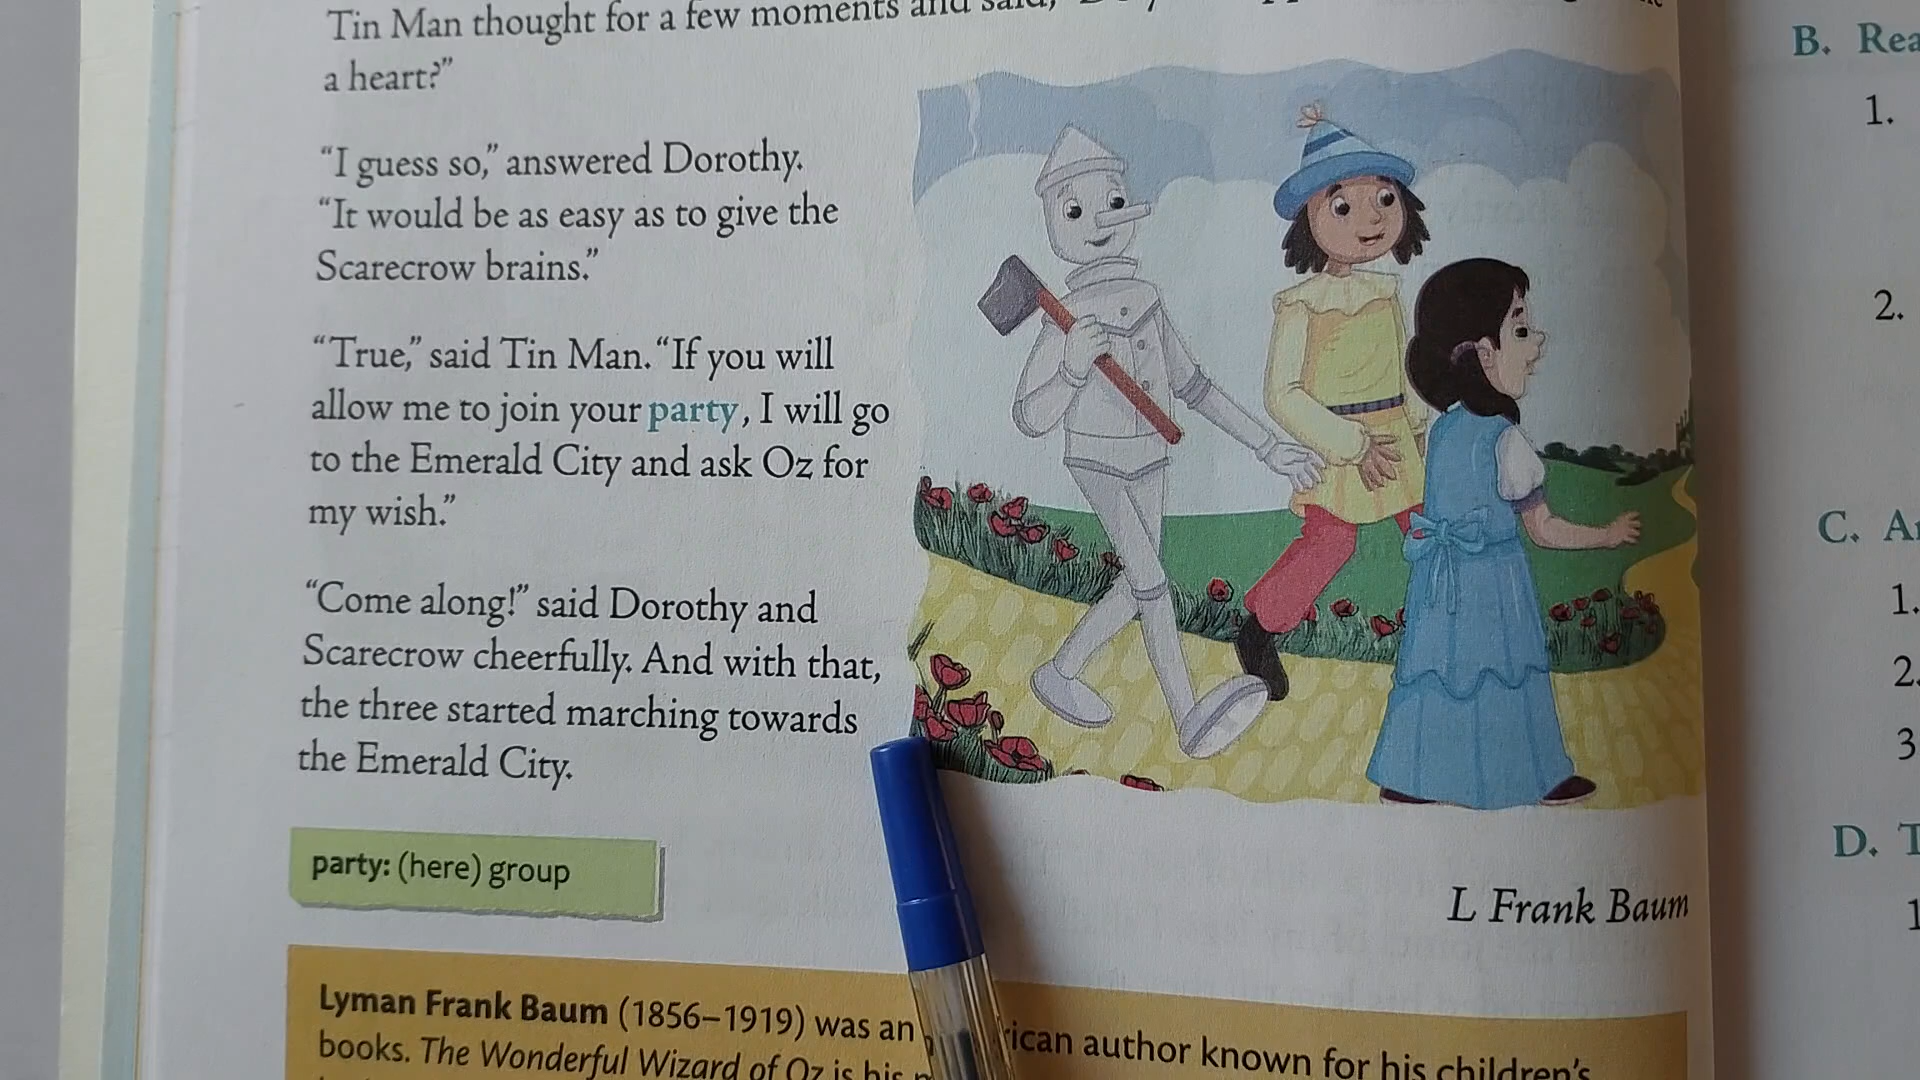 Tin Man thought for a few moments and said,
a heart?”
“I guess so,” answered Dorothy.
“It would be as easy as to give the
Scarecrow brains.”
“True,” said Tin Man. “If you will
allow me to join your party, I will go
to the Emerald City and ask Oz for
my wish.”
“Come along!” said Dorothy and
Scarecrow cheerfully. And with that,
the three started marching towards
the Emerald City.
party: (here) group
L Frank Baum
Lyman Frank Baum (1856–1919) was an author known for his children’s
books. The Wonderful Wizard of Oz is his
B.
1.
2.
C.
1.
2.
3
D.
1